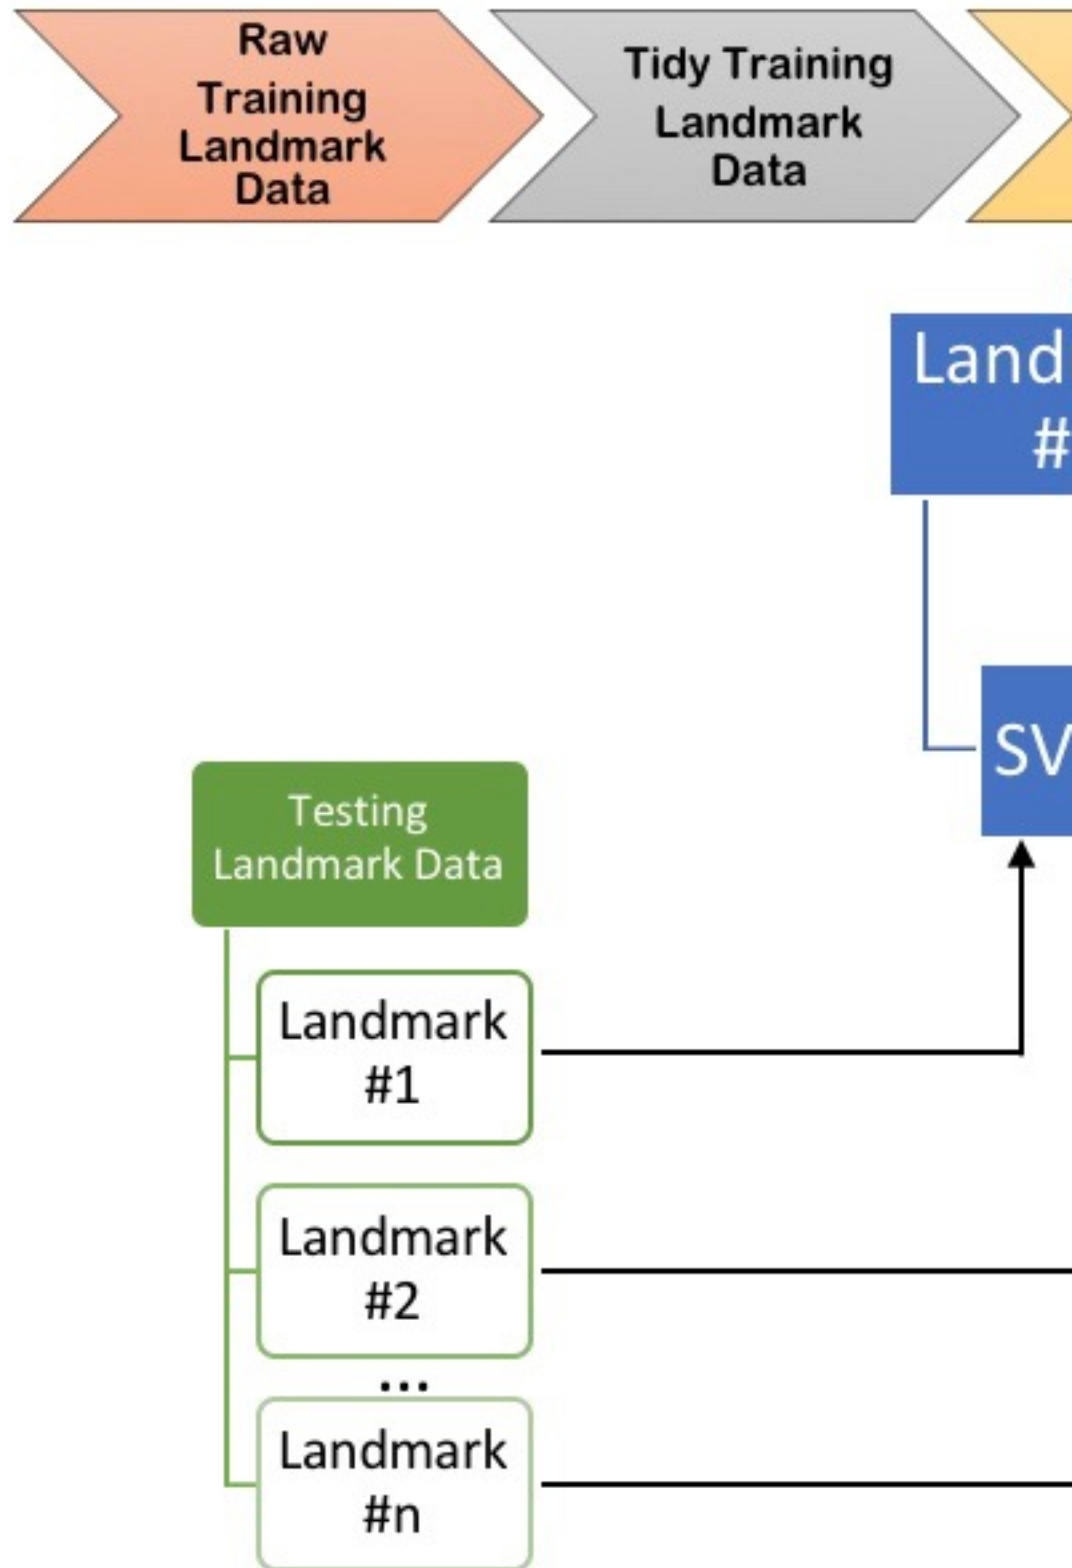 Raw
Training
Landmark
Data
Tidy Training
Landmark
Data
Land
#
SV
Testing
Landmark Data
Landmark
#1
Landmark
#2
...
Landmark
#n